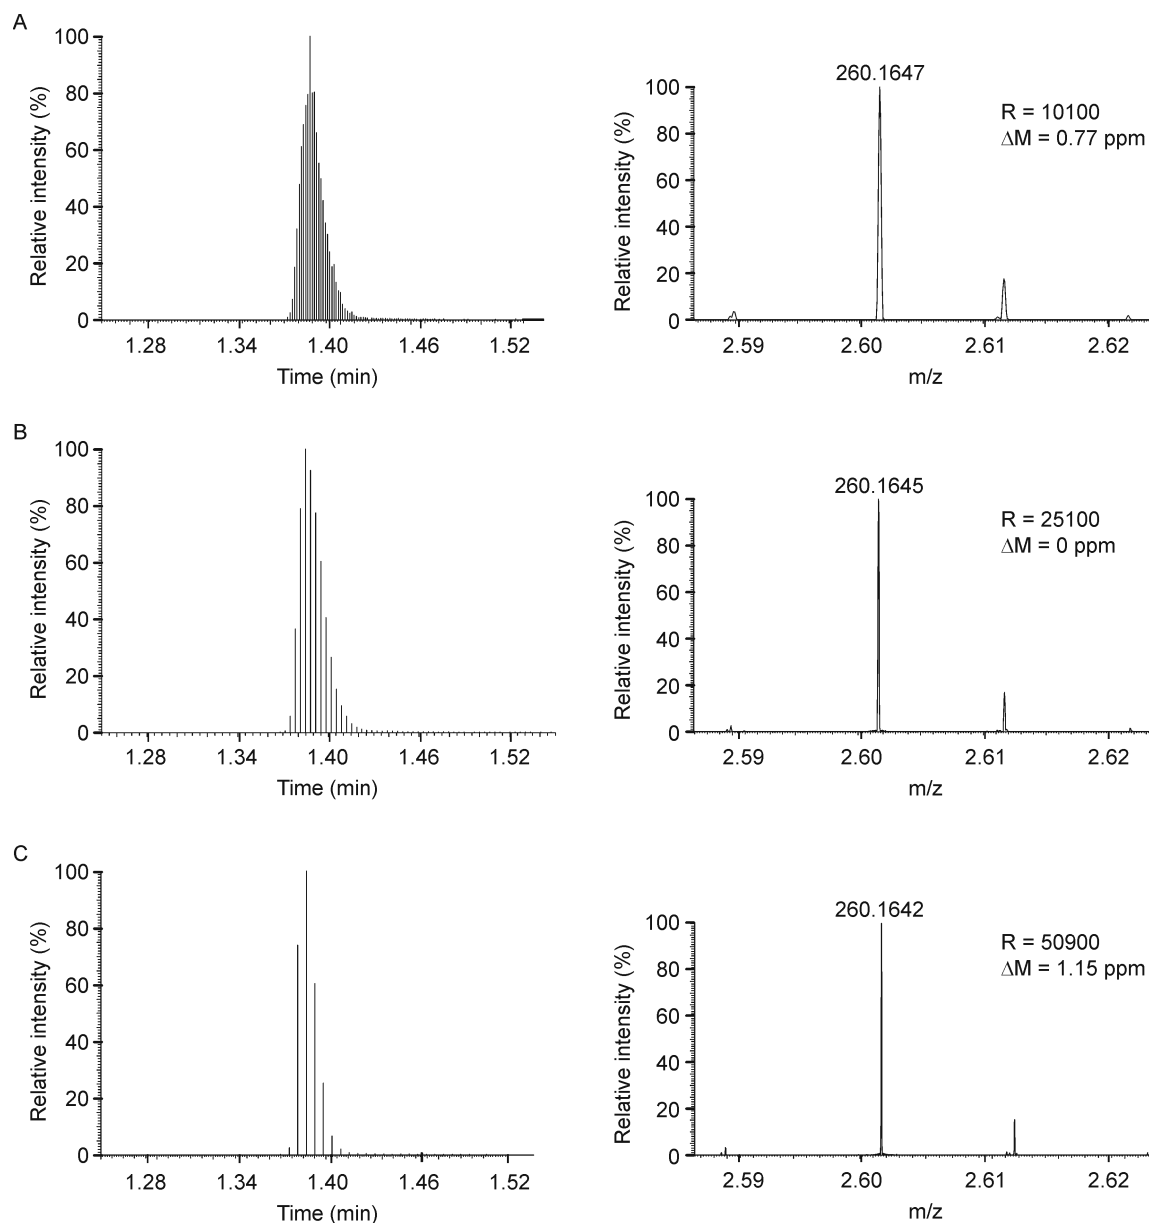 A
Relative intensity (%)
100
80
60
40
20
0
1.28 1.34 1.40 1.46 1.52
Time (min)
Relative intensity (%)
100
80
60
40
20
0
260.1647
R = 10100
ΔM = 0.77 ppm
2.59 2.60 2.61 2.62
m/z
B
Relative intensity (%)
100
80
60
40
20
0
1.28 1.34 1.40 1.46 1.52
Time (min)
Relative intensity (%)
100
80
60
40
20
0
260.1645
R = 25100
ΔM = 0 ppm
2.59 2.60 2.61 2.62
m/z
C
Relative intensity (%)
100
80
60
40
20
0
1.28 1.34 1.40 1.46 1.52
Time (min)
Relative intensity (%)
100
80
60
40
20
0
260.1642
R = 50900
ΔM = 1.15 ppm
2.59 2.60 2.61 2.62
m/z